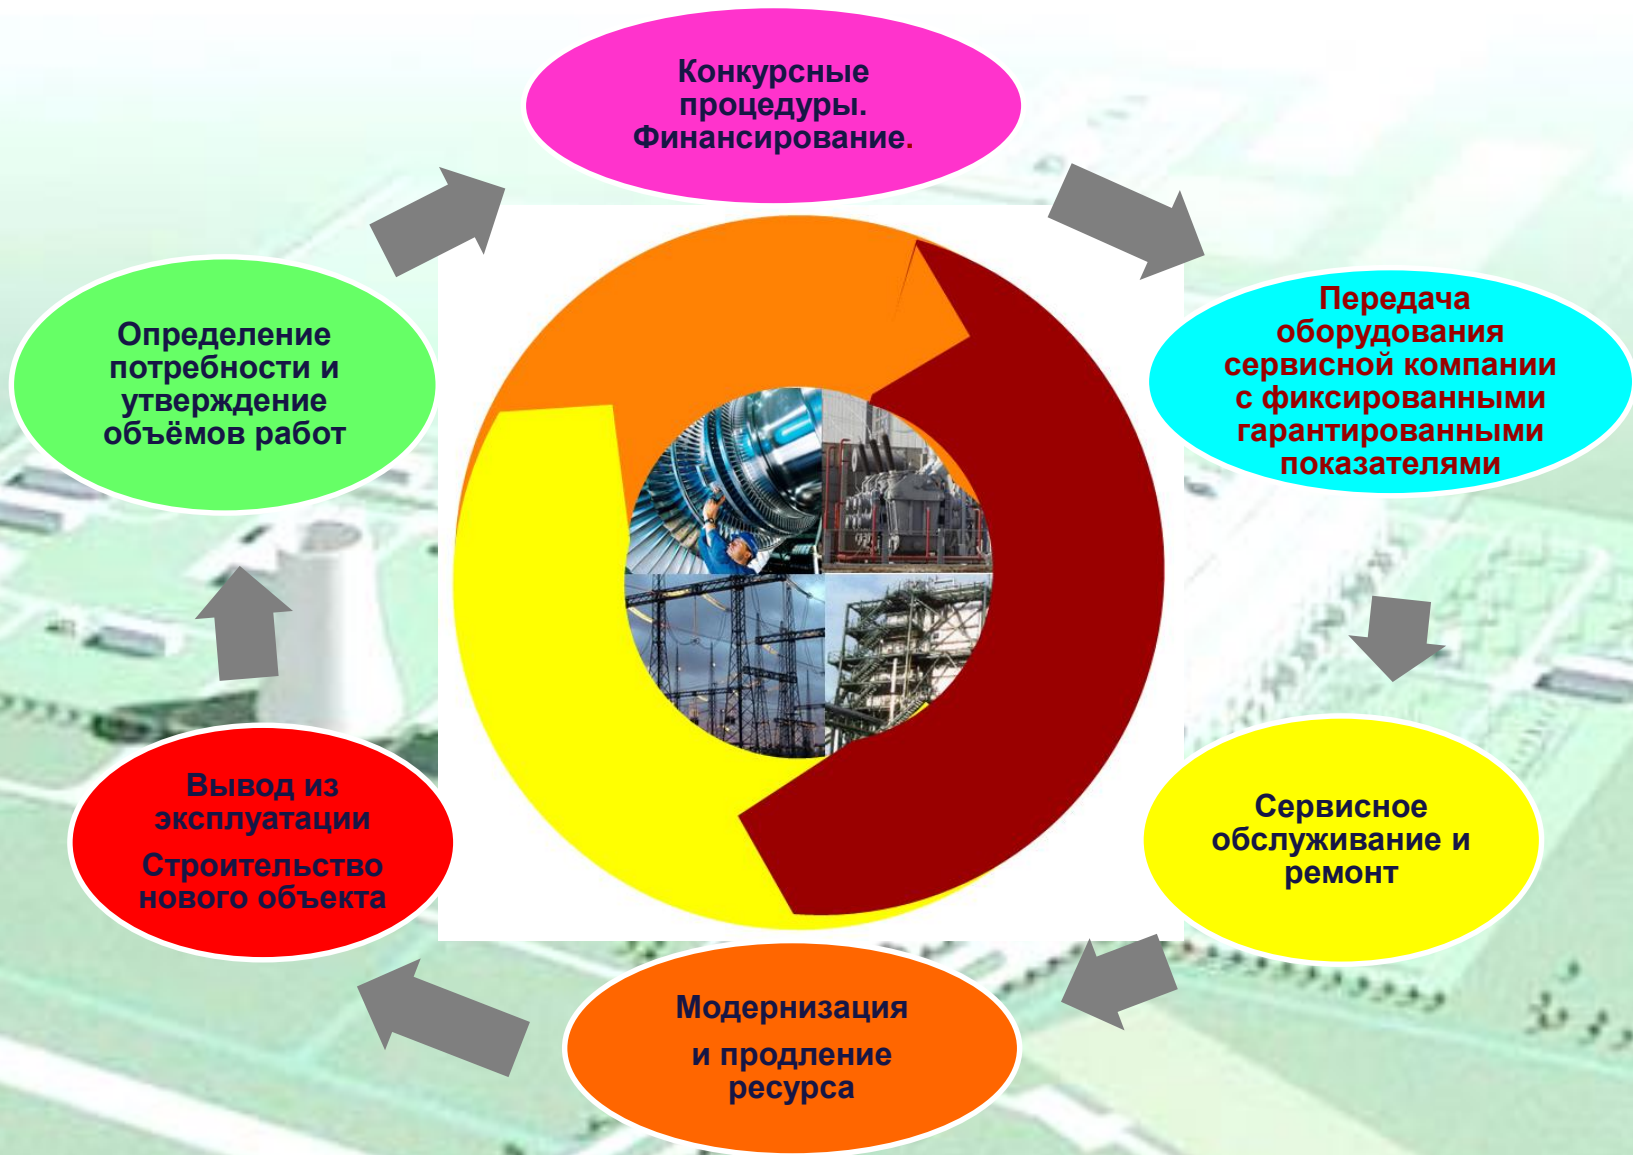 Конкурсные
процедуры.
Финансирование.
Определение
потребности и
утверждение
объёмов работ
Передача
оборудования
сервисной компании
с фиксированными
гарантированными
показателями
Вывод из
эксплуатации
Строительство
нового объекта
Сервисное
обслуживание и
ремонт
Модернизация
и продление
ресурса